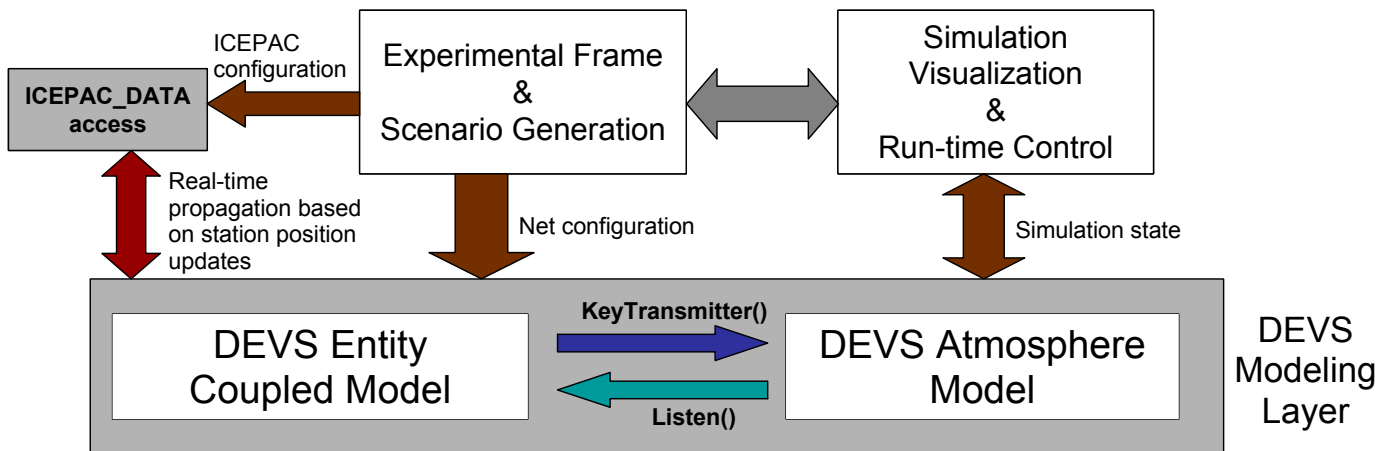 ICEPAC
configuration
ICEPAC_DATA
access
Experimental Frame
&
Scenario Generation
Simulation
Visualization
&
Run-time Control
Real-time
propagation based
on station position
updates
Net configuration
Simulation state
DEVS Entity
Coupled Model
KeyTransmitter()
Listen()
DEVS Atmosphere
Model
DEVS
Modeling
Layer